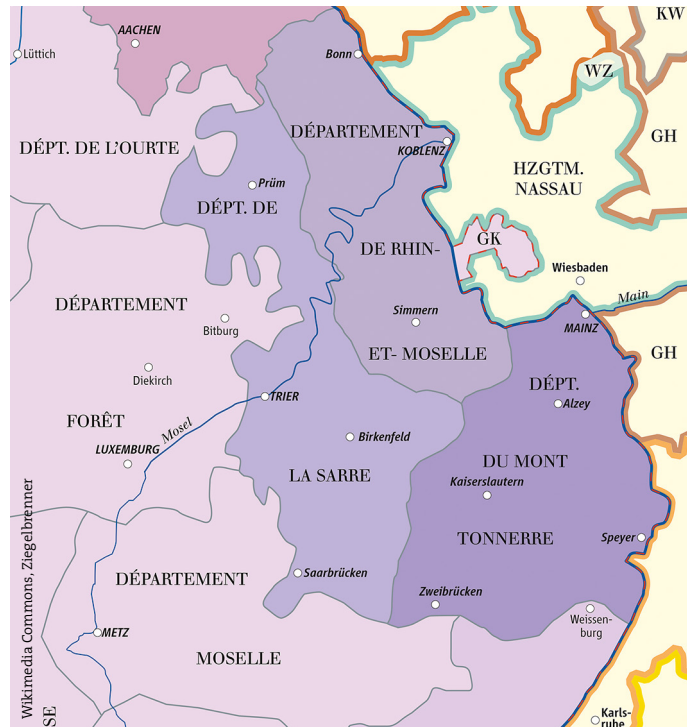 KW
AACHEN
Lüttich
Bonn
WZ
DÉPARTEMENT
GH
KOBLENZ
DÉPT. DE L'OURTE
HZGTM.
NASSAU
Prüm
DÉPT. DE
GK
DE RHIN-
Wiesbaden
Main
DÉPARTEMENT
Simmern
MAINZ
Bitburg
ET- MOSELLE
GH
Diekirch
DÉPT.
TRIER
Alzey
FORÊT
Mosel
Birkenfeld
LUXEMBURG
DU MONT
LA SARRE
Kaiserslautern
TONNERRE
Speyer
DÉPARTEMENT
Saarbrücken
Zweibrücken
Weissen-
burg
METZ
MOSELLE
SE
Karls-
ruhe
Wikimedia Commons, Ziegelbrenner